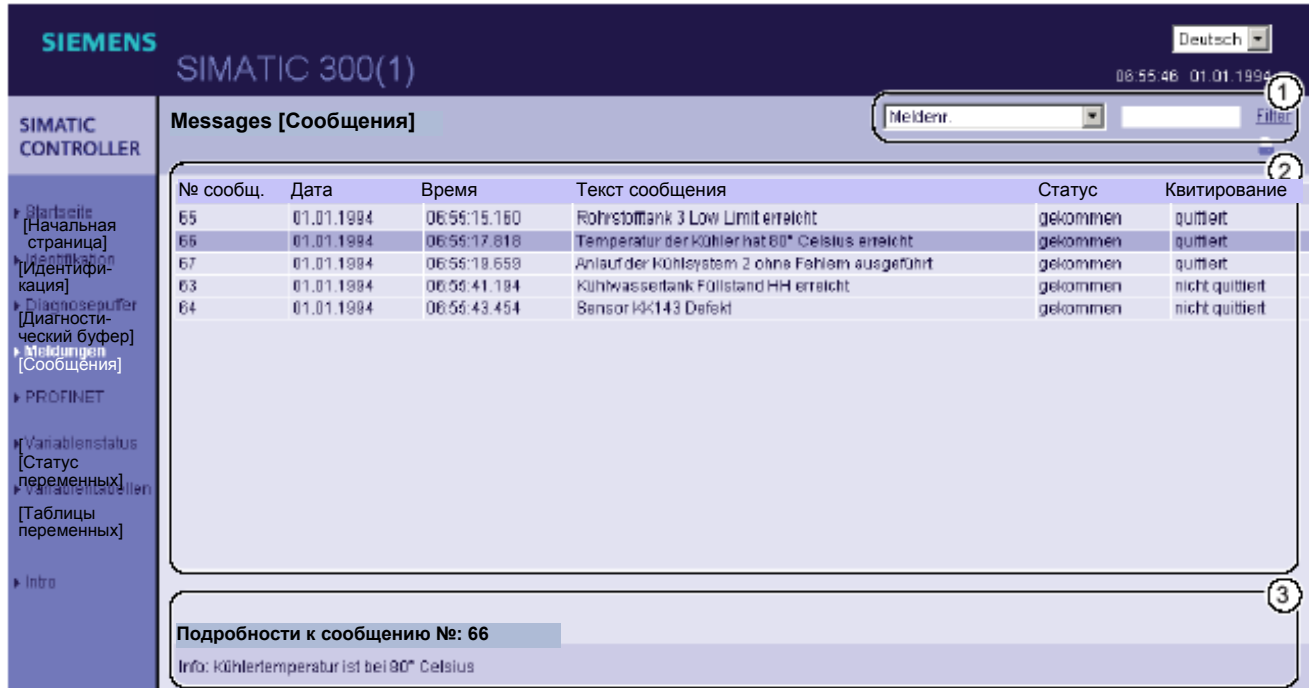 SIEMENS
SIMATIC 300(1)
Deutsch
06:55:46 01.01.1994
1
SIMATIC
CONTROLLER
Messages [Сообщения]
Meldenr.
Filter
2
Startseite
[Начальная
страница]
Identifikation
[Идентифи-
кация]
Diagnosepuffer
[Диагности-
ческий буфер]
Meldungen
[Сообщения]
PROFINET
Variablenstatus
[
[Статус
переменных]
Variablentabellen
[Таблицы
переменных]
Intro
№ сообщ. Дата Время Текст сообщения Статус Квитирование
65 01.01.1994 06:55:15.160 Rohrstofftank 3 Low Limit erreicht gekommen quittiert
66 01.01.1994 06:55:17.818 Temperatur der Kühler hat 80° Celsius erreicht gekommen quittiert
67 01.01.1994 06:55:19.659 Anlauf der Kühlsystem 2 ohne Fehlern ausgeführt gekommen quittiert
63 01.01.1994 06:55:41.194 Kühlwassertank Füllstand HH erreicht gekommen nicht quittiert
64 01.01.1994 06:55:43.454 Sensor KK143 Defekt gekommen nicht quittiert
3
Подробности к сообщению №: 66
Info: Kühlertemperatur ist bei 80° Celsius